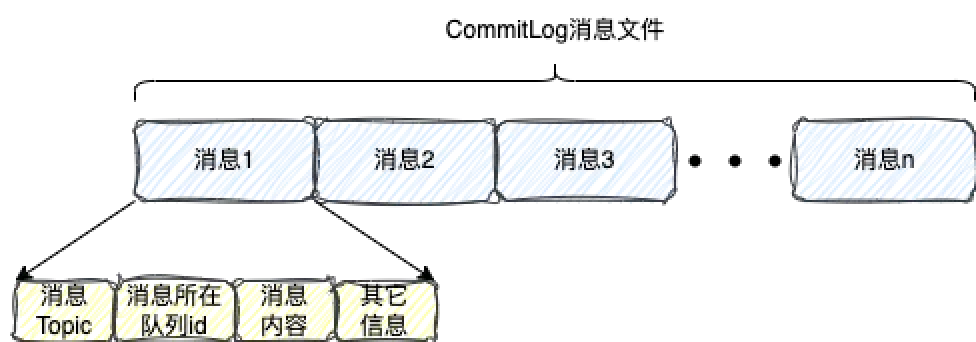 CommitLog消息文件
消息1
消息2
消息3
消息n
消息
Topic
消息所在
队列id
消息
内容
其它
信息